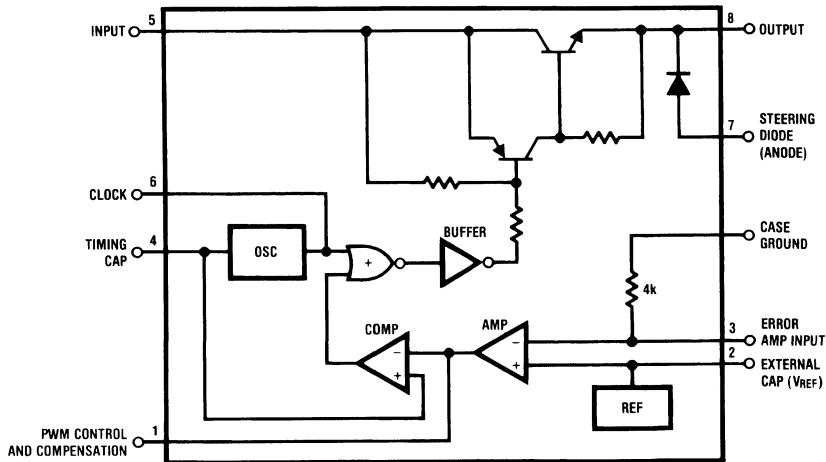 INPUT
5
8
OUTPUT
7
STEERING
DIODE
(ANODE)
6
CLOCK
4
TIMING
CAP
OSC
+
BUFFER
CASE
GROUND
4k
COMP
-
+
AMP
-
+
3
ERROR
AMP INPUT
2
EXTERNAL
CAP (VREF)
REF
1
PWM CONTROL
AND COMPENSATION